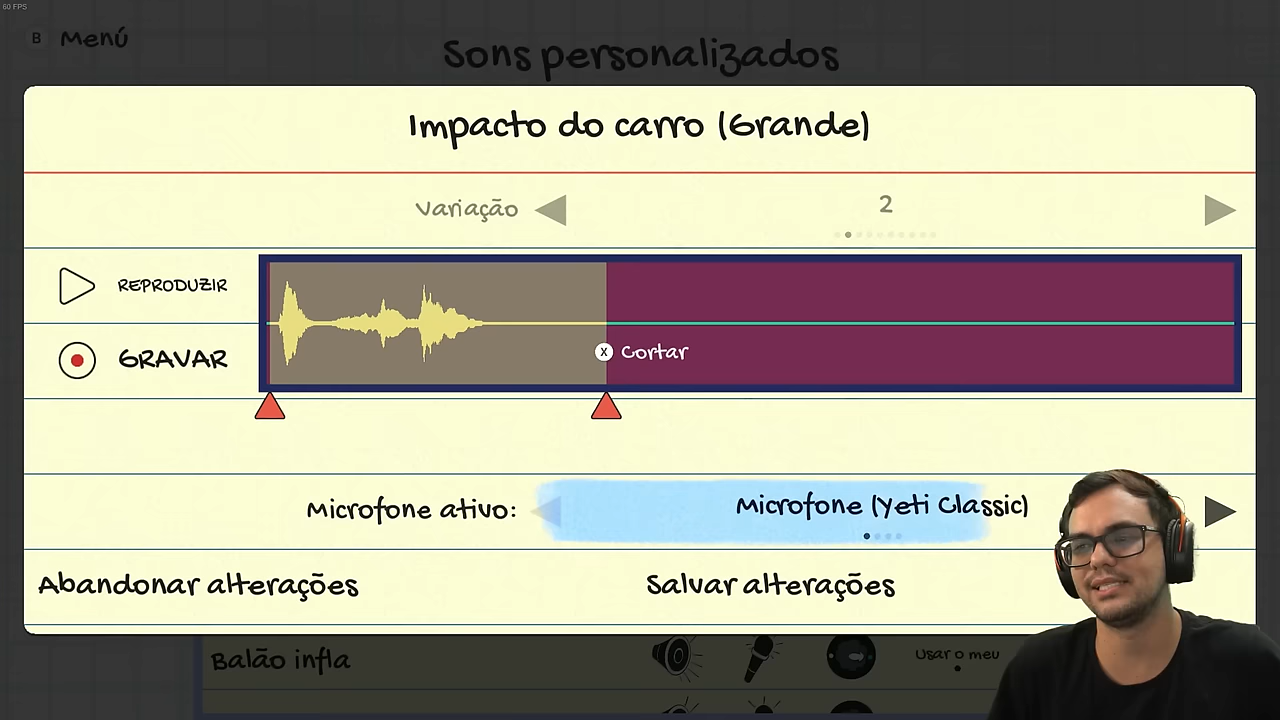 60 FPS
B Menú
Sons personalizados
Impacto do carro (Grande)
Variação
2
REPRODUZIR
GRAVAR
X Cortar
Microfone ativo:
Microfone (Yeti Classic)
Abandonar alterações
Salvar alterações
Balão infla
Usar o meu